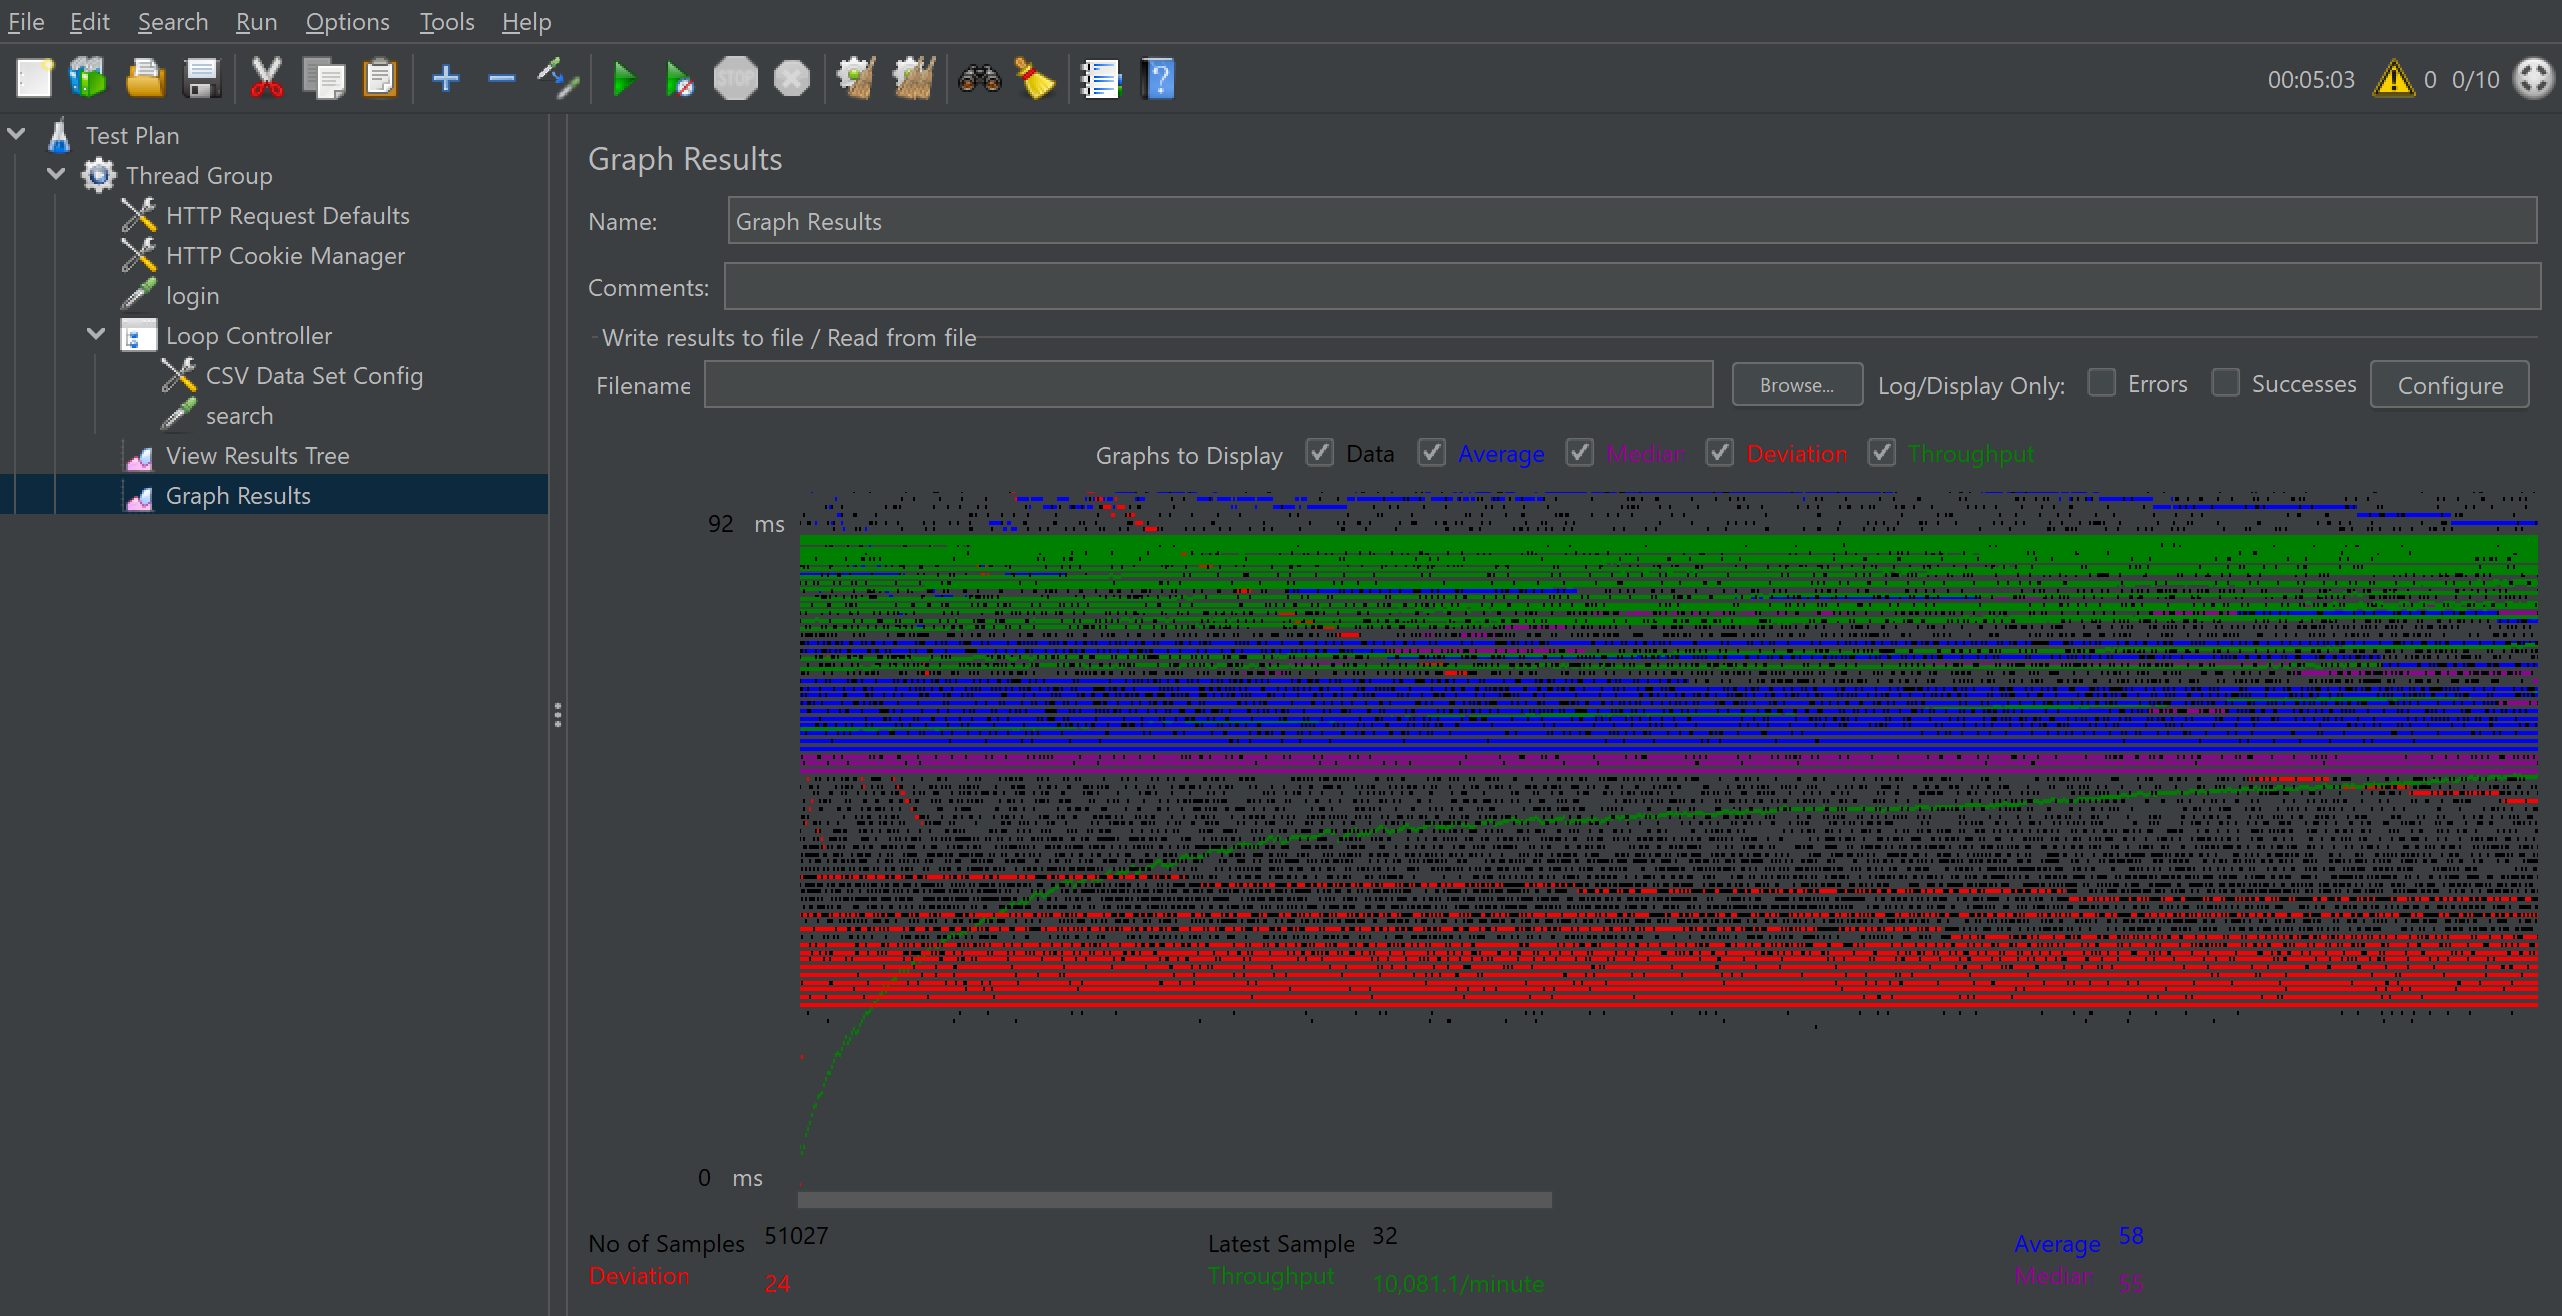 File Edit Search Run Options Tools Help
STOP
00:05:03 0 0/10
Test Plan
Thread Group
HTTP Request Defaults
HTTP Cookie Manager
login
Loop Controller
CSV Data Set Config
search
View Results Tree
Graph Results
Graph Results
Name: Graph Results
Comments:
Write results to file / Read from file
Filename Browse... Log/Display Only: Errors Successes Configure
Graphs to Display Data Average Median Deviation Throughput
92 ms
0 ms
No of Samples 51027 Latest Sample 32 Average 58
Deviation 24 Throughput 10,081.1/minute Median 55